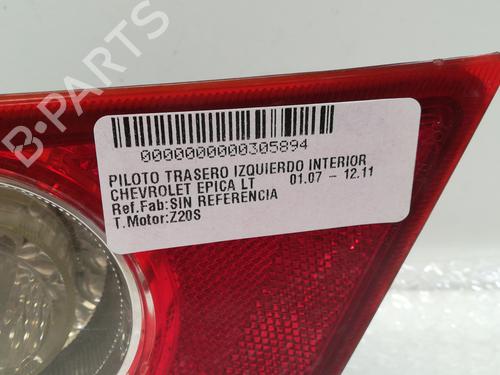 B-PARTS
0000000000305894
PILOTO TRASERO IZQUIERDO INTERIOR
CHEVROLET EPICA LT 01.07 - 12.11
Ref.Fab:SIN REFERENCIA
T.Motor:Z20S